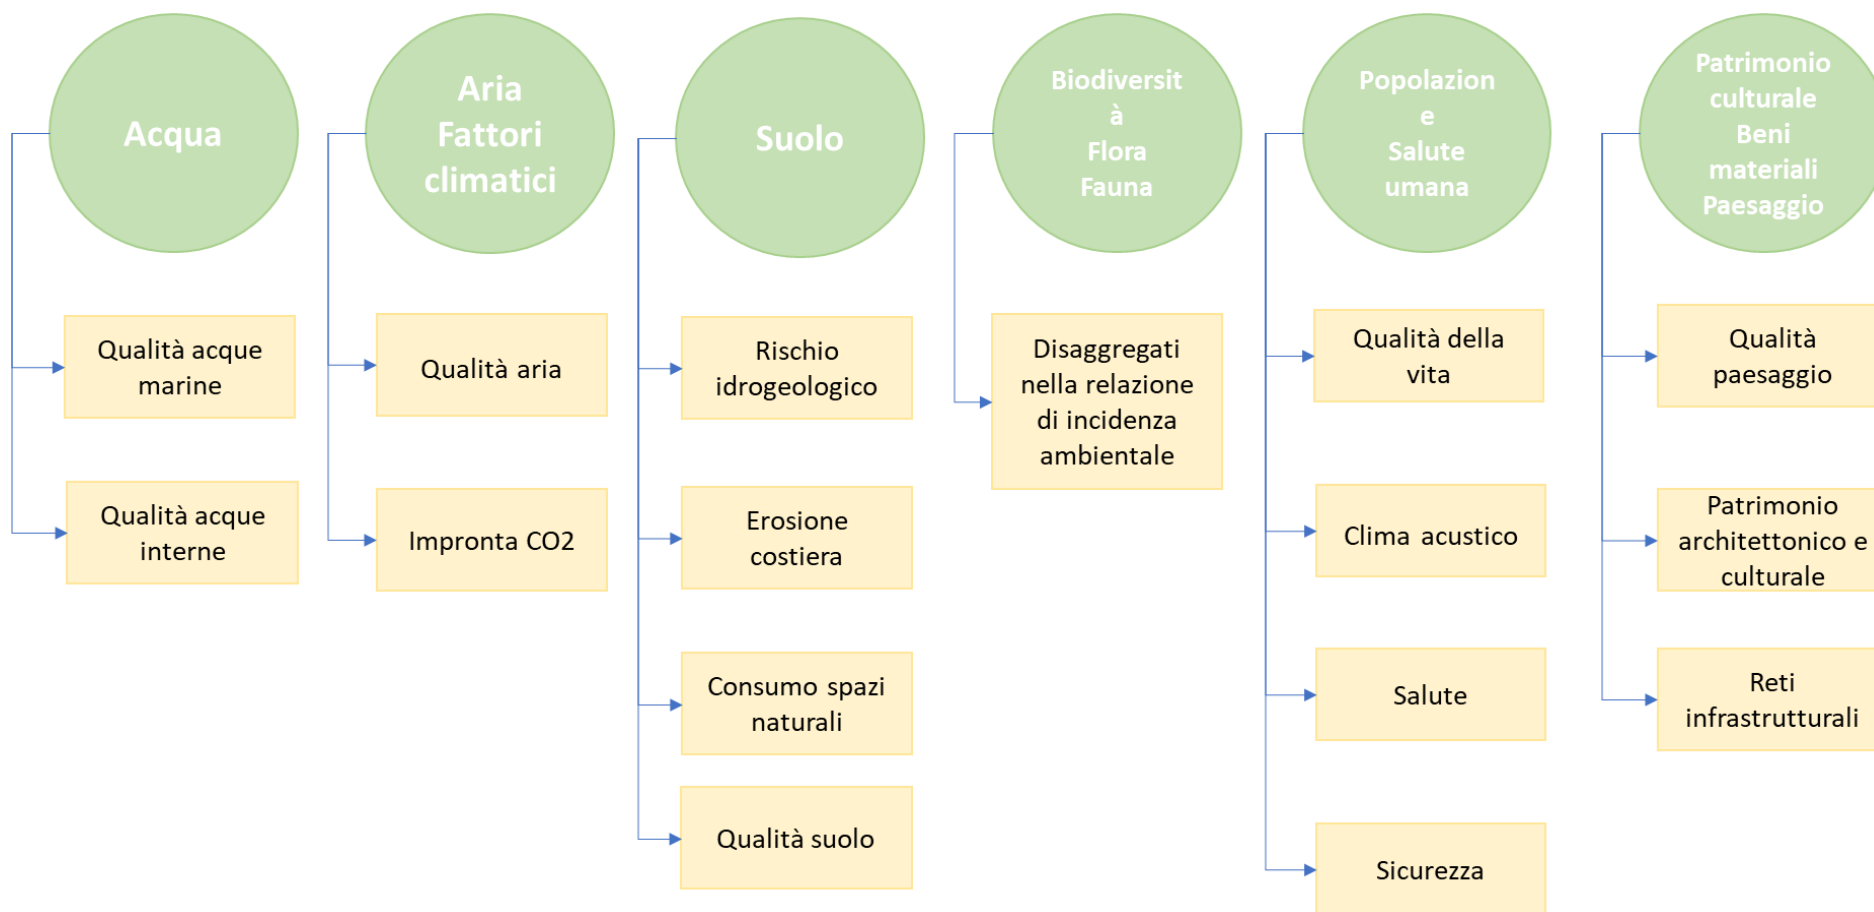 Acqua
Qualità acque
marine
Qualità acque
interne
Aria
Fattori
climatici
Qualità aria
Impronta CO2
Suolo
Rischio
idrogeologico
Erosione
costiera
Consumo spazi
naturali
Qualità suolo
Biodiversit
à
Flora
Fauna
Disaggregati
nella relazione
di incidenza
ambientale
Popolazion
e
Salute
umana
Qualità della
vita
Clima acustico
Salute
Sicurezza
Patrimonio
culturale
Beni
materiali
Paesaggio
Qualità
paesaggio
Patrimonio
architettonico e
culturale
Reti
infrastrutturali